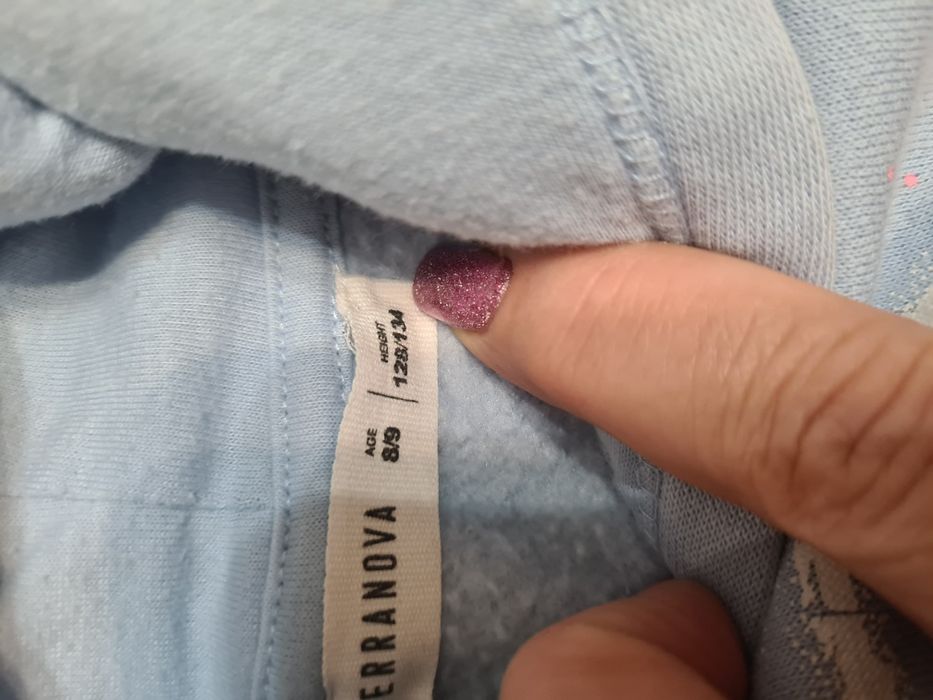 ERRANOVA
AGE
8/9
HEIGHT
128/134